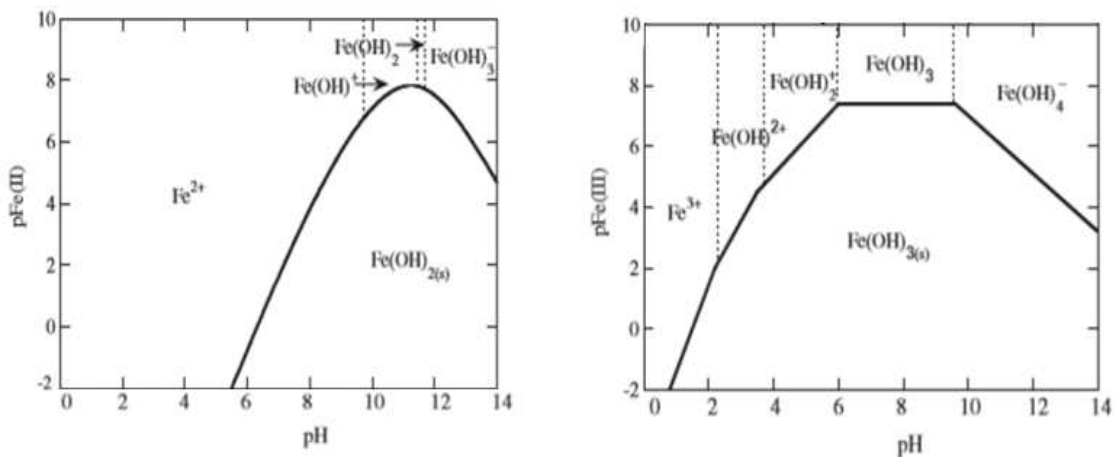 10
8
6
4
2
0
-2
pFe(II)
Fe(OH)₂
Fe(OH)₃⁻
Fe(OH)⁺
Fe²⁺
Fe(OH)₂₍ₛ₎
0 2 4 6 8 10 12 14
pH
10
8
6
4
2
0
-2
pFe(III)
Fe(OH)₃
Fe(OH)₂⁺
Fe(OH)₄⁻
Fe(OH)²⁺
Fe³⁺
Fe(OH)₃₍ₛ₎
0 2 4 6 8 10 12 14
pH